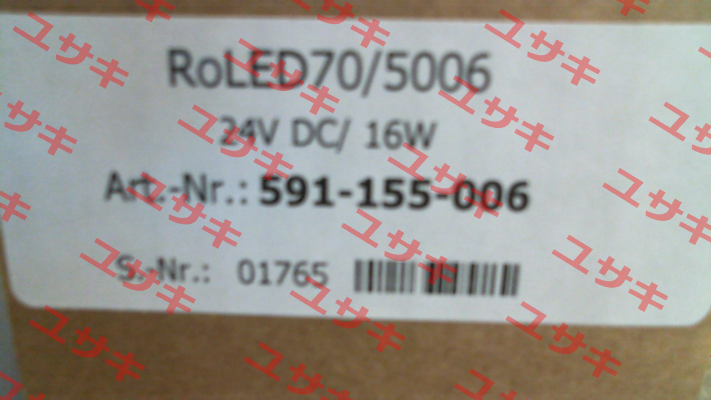 RoLED70/5006
24V DC/ 16W
Art.-Nr.: 591-155-006
S.-Nr.: 01765
ユサキ